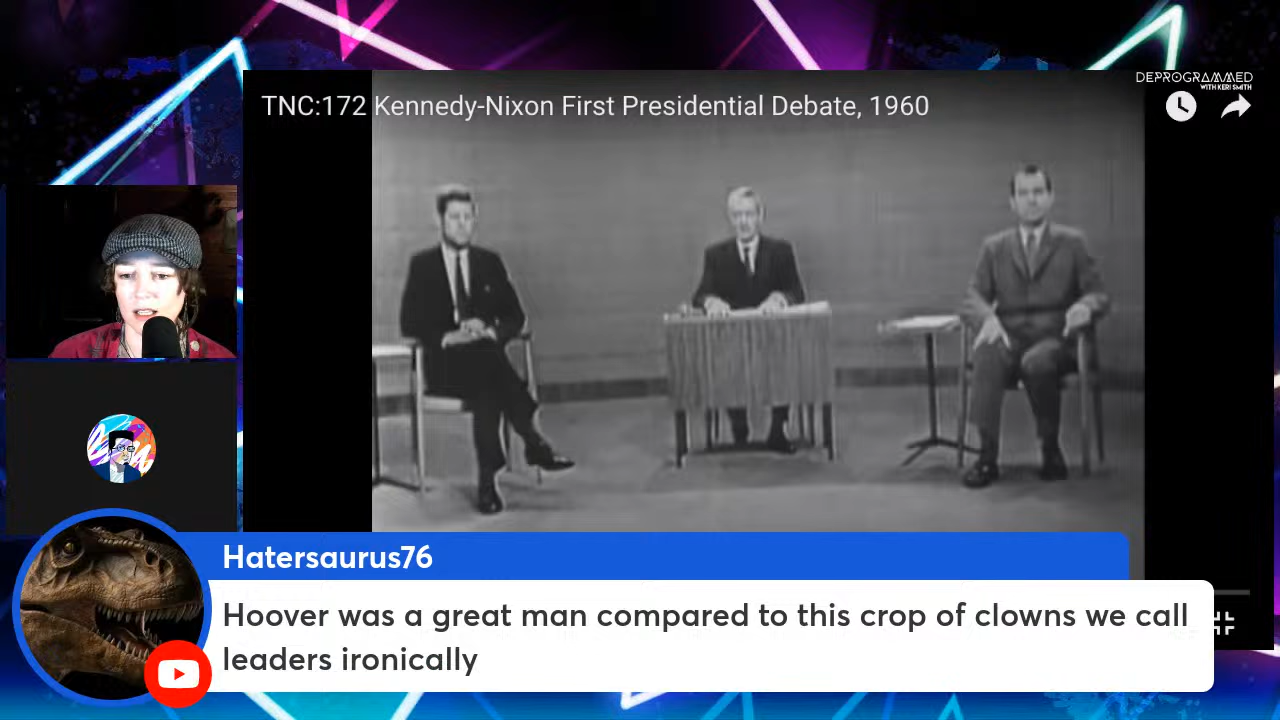 DEPROGRAMMED
WITH KERI SMITH
TNC:172 Kennedy-Nixon First Presidential Debate, 1960
Hatersaurus76
Hoover was a great man compared to this crop of clowns we call
leaders ironically